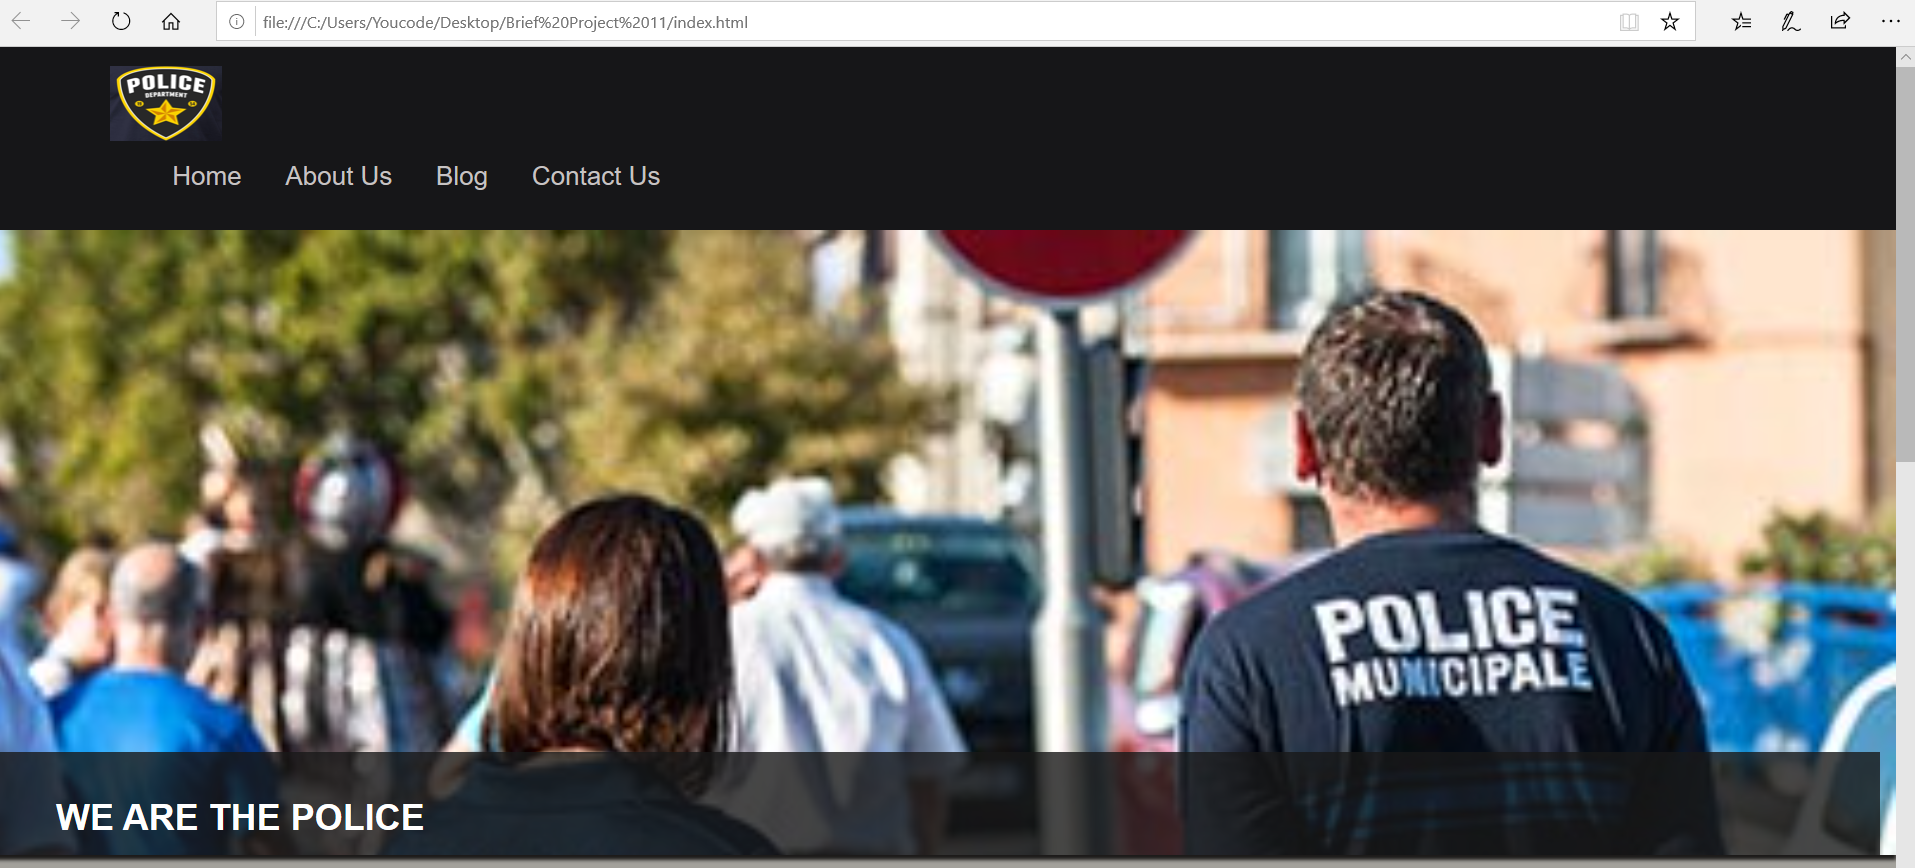 file:///C:/Users/Youcode/Desktop/Brief%20Project%2011/index.html
POLICE
DEPARTMENT
Home About Us Blog Contact Us
POLICE
MUNICIPALE
WE ARE THE POLICE